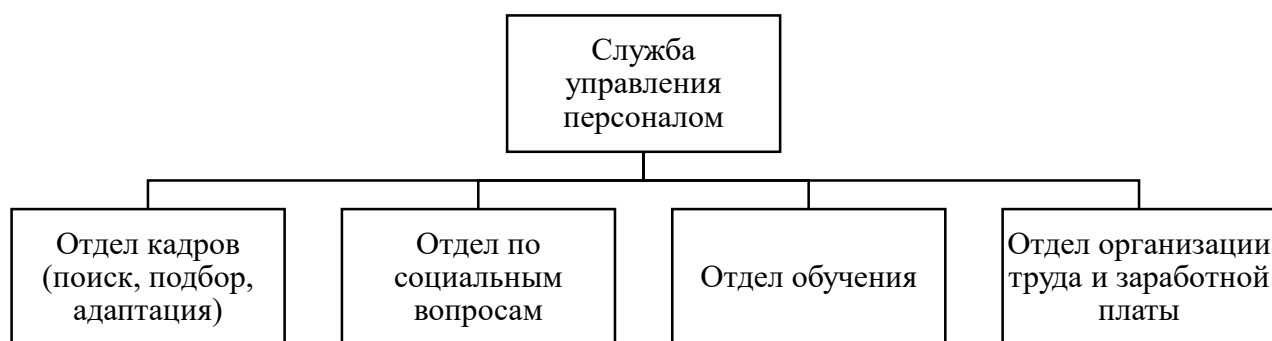 Служба
управления
персоналом
Отдел кадров
(поиск, подбор,
адаптация)
Отдел по
социальным
вопросам
Отдел обучения
Отдел организации
труда и заработной
платы